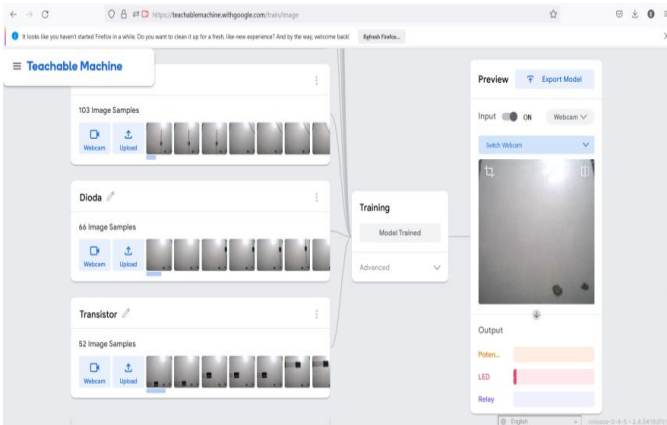 https://teachablemachine.withgoogle.com/train/image
It looks like you haven't started Firefox in a while. Do you want to clean it up for a fresh, like-new experience? And by the way, welcome back!
Refresh Firefox...
Teachable Machine
103 Image Samples
Webcam
Upload
Dioda
66 Image Samples
Webcam
Upload
Transistor
52 Image Samples
Webcam
Upload
Training
Model Trained
Advanced
Preview
Export Model
Input
ON
Webcam
Switch Webcam
Output
Poten...
LED
Relay
English